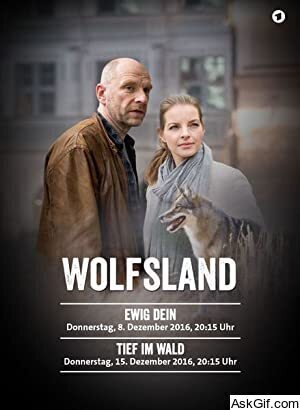 1
WOLFSLAND
EWIG DEIN
Donnerstag, 8. Dezember 2016, 20:15 Uhr
TIEF IM WALD
Donnerstag, 15. Dezember 2016, 20:15 Uhr
AskGif.com